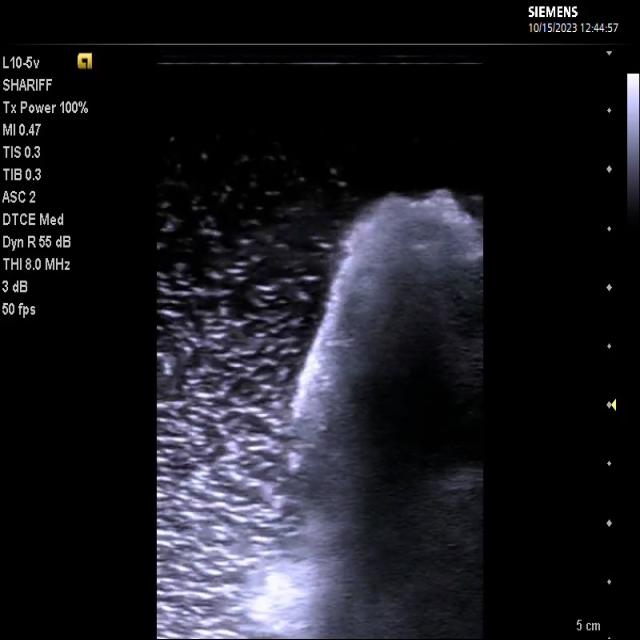 SIEMENS
10/15/2023 12:44:57
L10-5v
SHARIFF
Tx Power 100%
MI 0.47
TIS 0.3
TIB 0.3
ASC 2
DTCE Med
Dyn R 55 dB
THI 8.0 MHz
3 dB
50 fps
5 cm